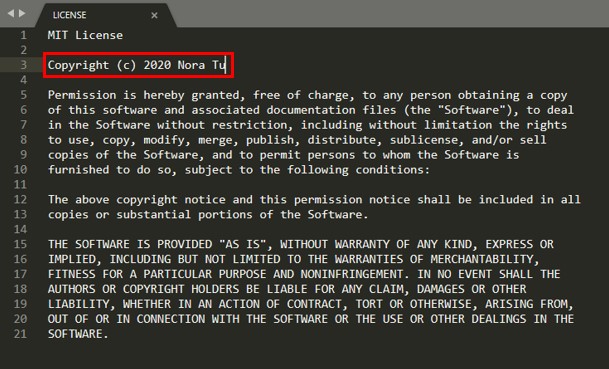 LICENSE ×
1 MIT License
2
3 Copyright (c) 2020 Nora Tu
4
5 Permission is hereby granted, free of charge, to any person obtaining a copy
6 of this software and associated documentation files (the "Software"), to deal
7 in the Software without restriction, including without limitation the rights
8 to use, copy, modify, merge, publish, distribute, sublicense, and/or sell
9 copies of the Software, and to permit persons to whom the Software is
10 furnished to do so, subject to the following conditions:
11
12 The above copyright notice and this permission notice shall be included in all
13 copies or substantial portions of the Software.
14
15 THE SOFTWARE IS PROVIDED "AS IS", WITHOUT WARRANTY OF ANY KIND, EXPRESS OR
16 IMPLIED, INCLUDING BUT NOT LIMITED TO THE WARRANTIES OF MERCHANTABILITY,
17 FITNESS FOR A PARTICULAR PURPOSE AND NONINFRINGEMENT. IN NO EVENT SHALL THE
18 AUTHORS OR COPYRIGHT HOLDERS BE LIABLE FOR ANY CLAIM, DAMAGES OR OTHER
19 LIABILITY, WHETHER IN AN ACTION OF CONTRACT, TORT OR OTHERWISE, ARISING FROM,
20 OUT OF OR IN CONNECTION WITH THE SOFTWARE OR THE USE OR OTHER DEALINGS IN THE
21 SOFTWARE.